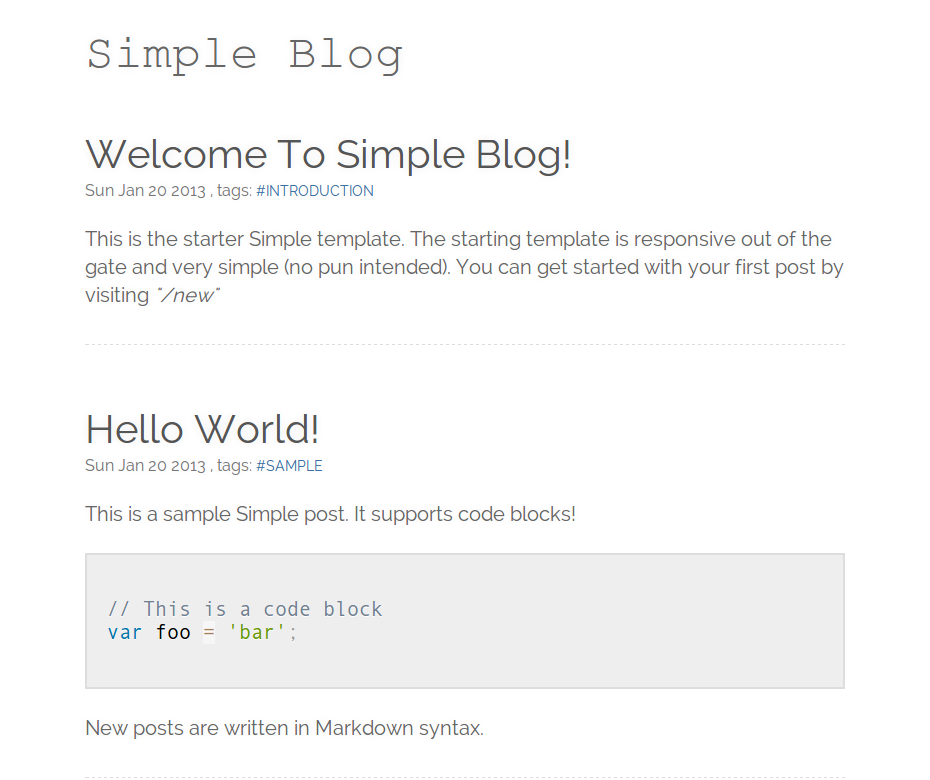 Simple Blog
Welcome To Simple Blog!
Sun Jan 20 2013 , tags: #INTRODUCTION
This is the starter Simple template. The starting template is responsive out of the
gate and very simple (no pun intended). You can get started with your first post by
visiting "/new"
Hello World!
Sun Jan 20 2013 , tags: #SAMPLE
This is a sample Simple post. It supports code blocks!
// This is a code block
var foo = 'bar';
New posts are written in Markdown syntax.